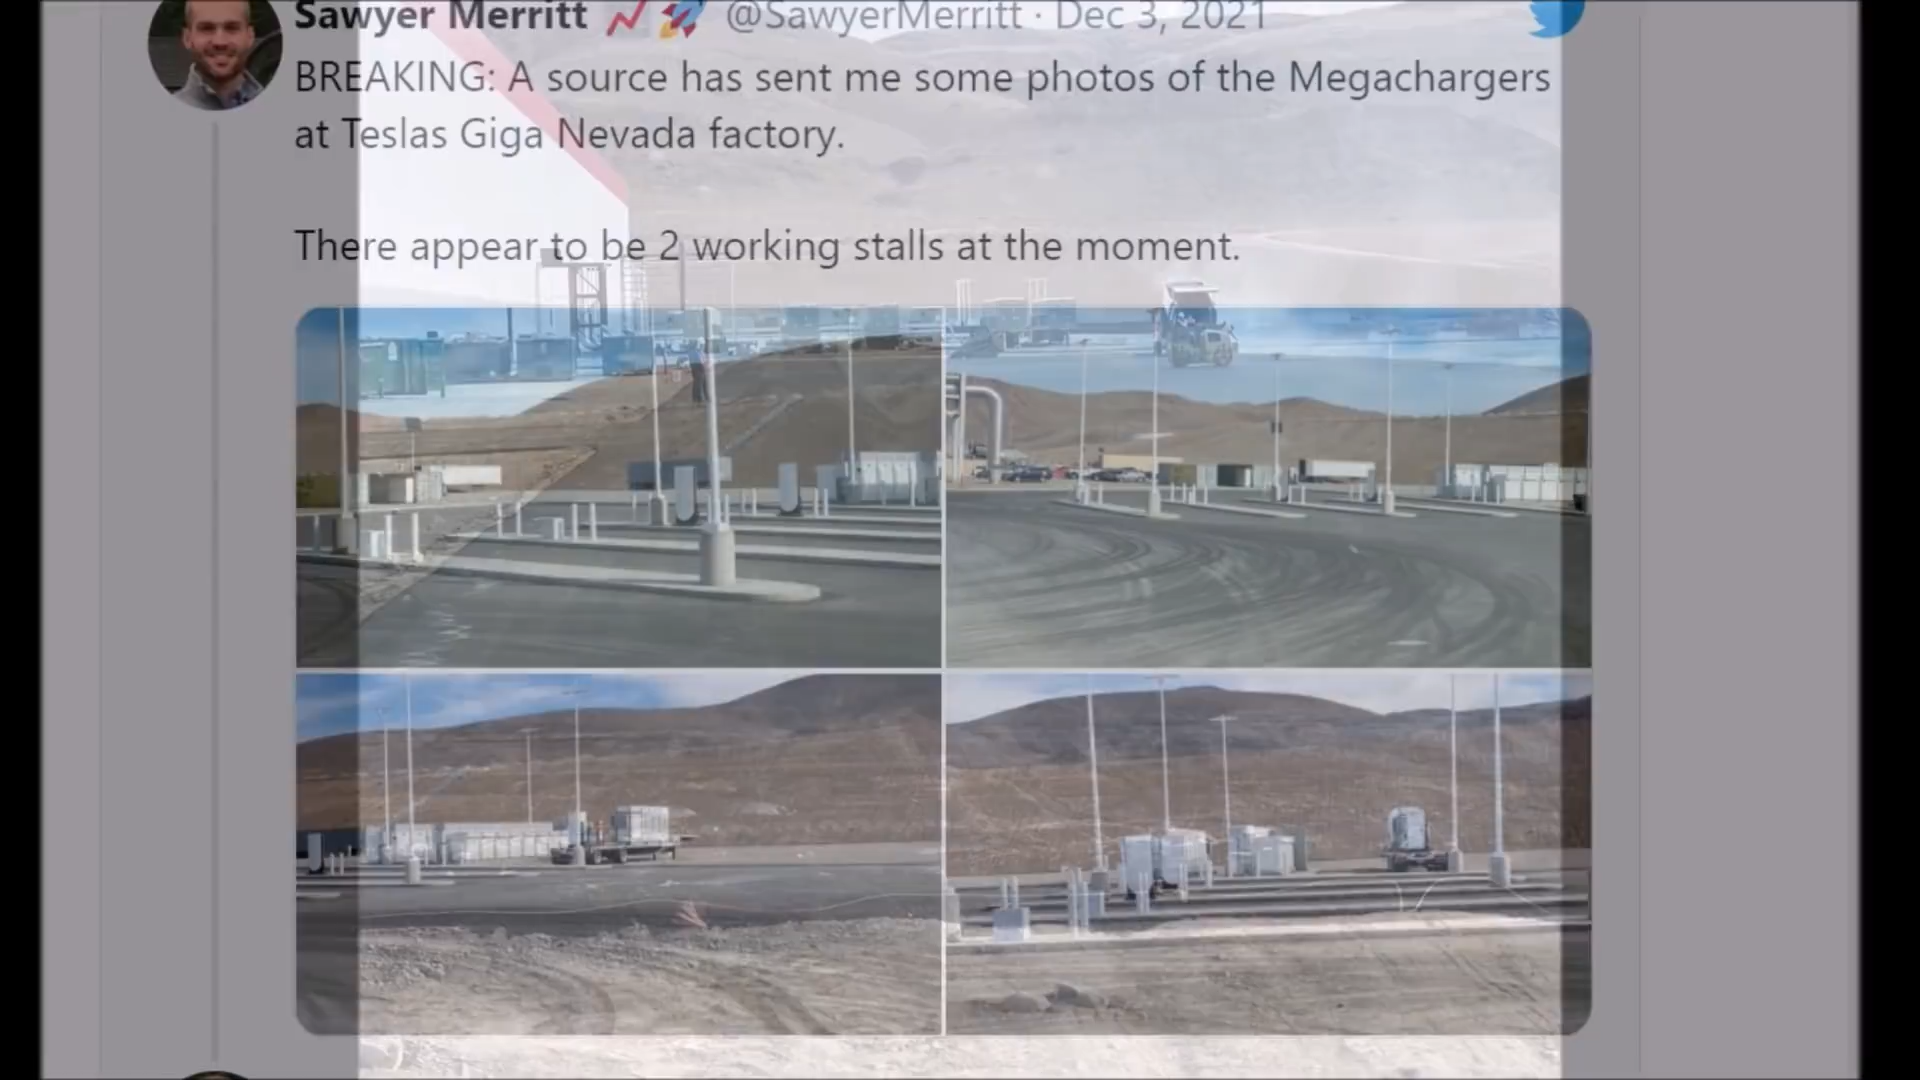 Sawyer Merritt @SawyerMerritt · Dec 3, 2021
BREAKING: A source has sent me some photos of the Megachargers
at Teslas Giga Nevada factory.
There appear to be 2 working stalls at the moment.